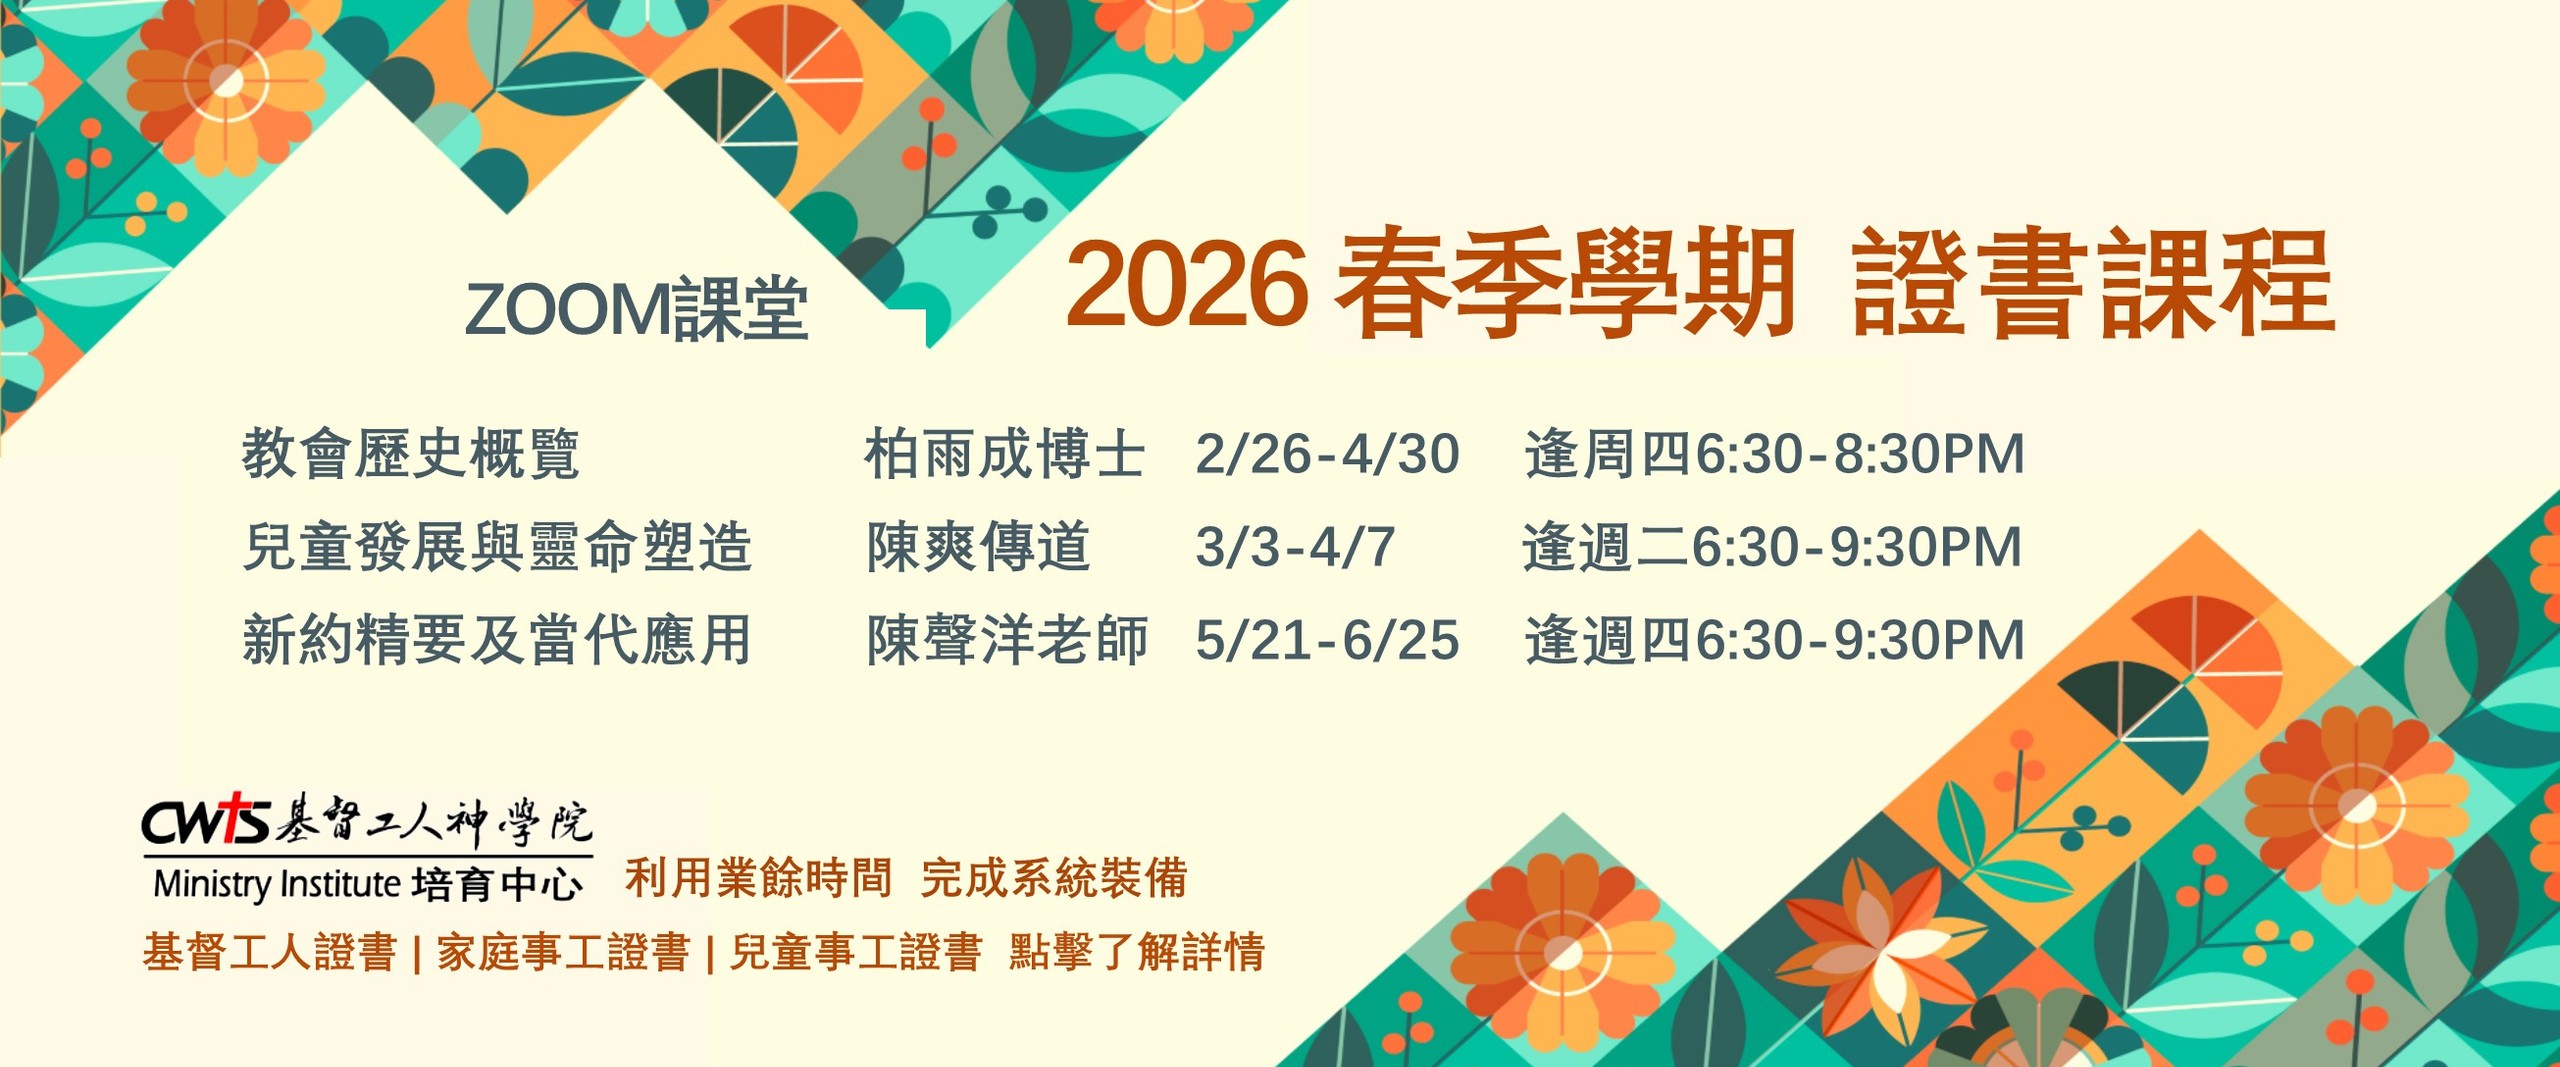 ZOOM課堂
2026 春季學期 證書課程
教會歷史概覽 柏雨成博士 2/26-4/30 逢周四6:30-8:30PM
兒童發展與靈命塑造 陳爽傳道 3/3-4/7 逢週二6:30-9:30PM
新約精要及當代應用 陳聲洋老師 5/21-6/25 逢週四6:30-9:30PM
CWTS 基督工人神學院
Ministry Institute 培育中心
利用業餘時間 完成系統裝備
基督工人證書 | 家庭事工證書 | 兒童事工證書 點擊了解詳情